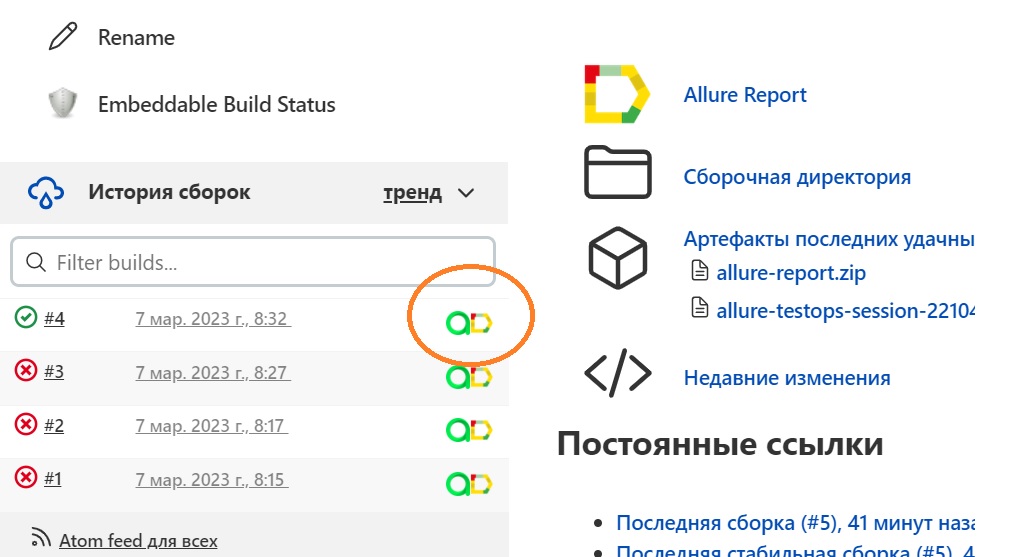 Rename
Embeddable Build Status
История сборок
тренд
Filter builds...
#4 7 мар. 2023 г., 8:32
#3 7 мар. 2023 г., 8:27
#2 7 мар. 2023 г., 8:17
#1 7 мар. 2023 г., 8:15
Atom feed для всех
Allure Report
Сборочная директория
Артефакты последних удачны
allure-report.zip
allure-testops-session-22104
Недавние изменения
Постоянные ссылки
Последняя сборка (#5), 41 минут наза
Последняя стабильная сборка (#5), 4